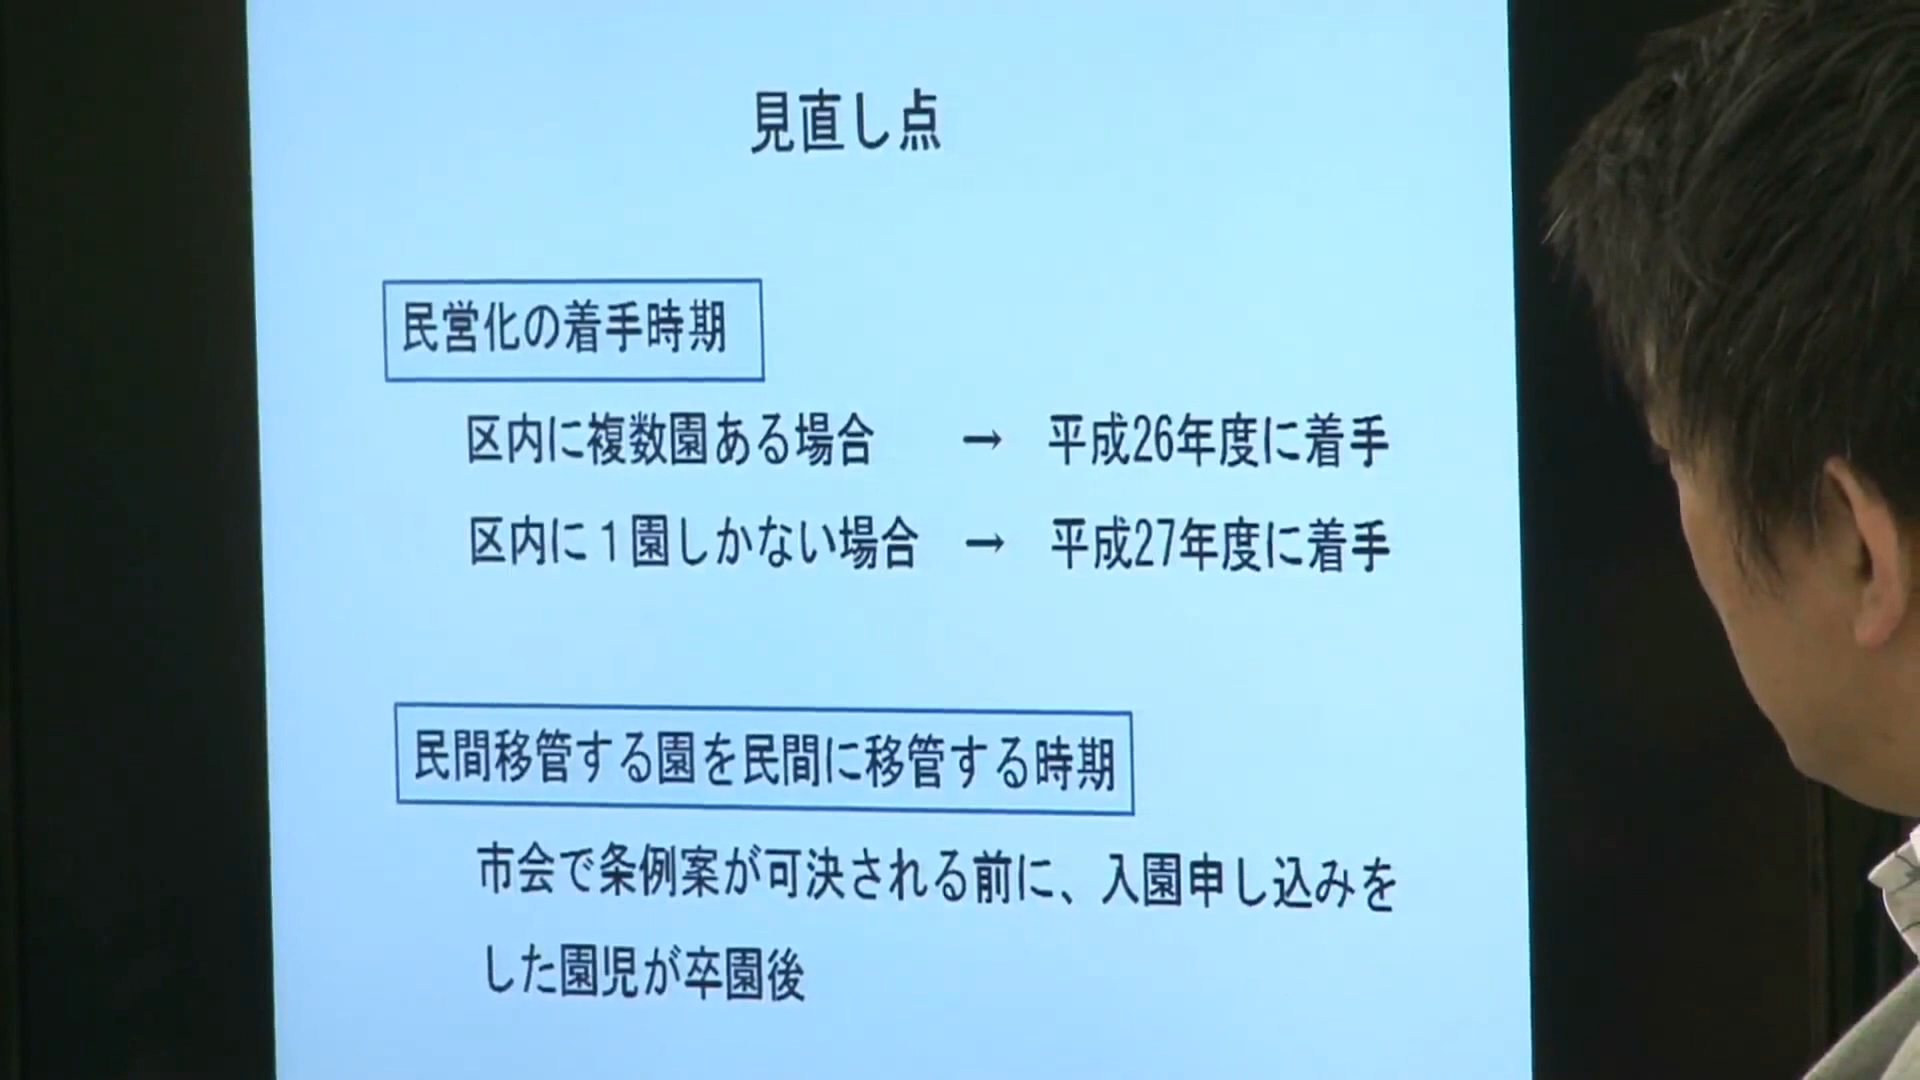 見直し点
民営化の着手時期
区内に複数園ある場合 → 平成26年度に着手
区内に１園しかない場合 → 平成27年度に着手
民間移管する園を民間に移管する時期
市会で条例案が可決される前に、入園申し込みを
した園児が卒園後